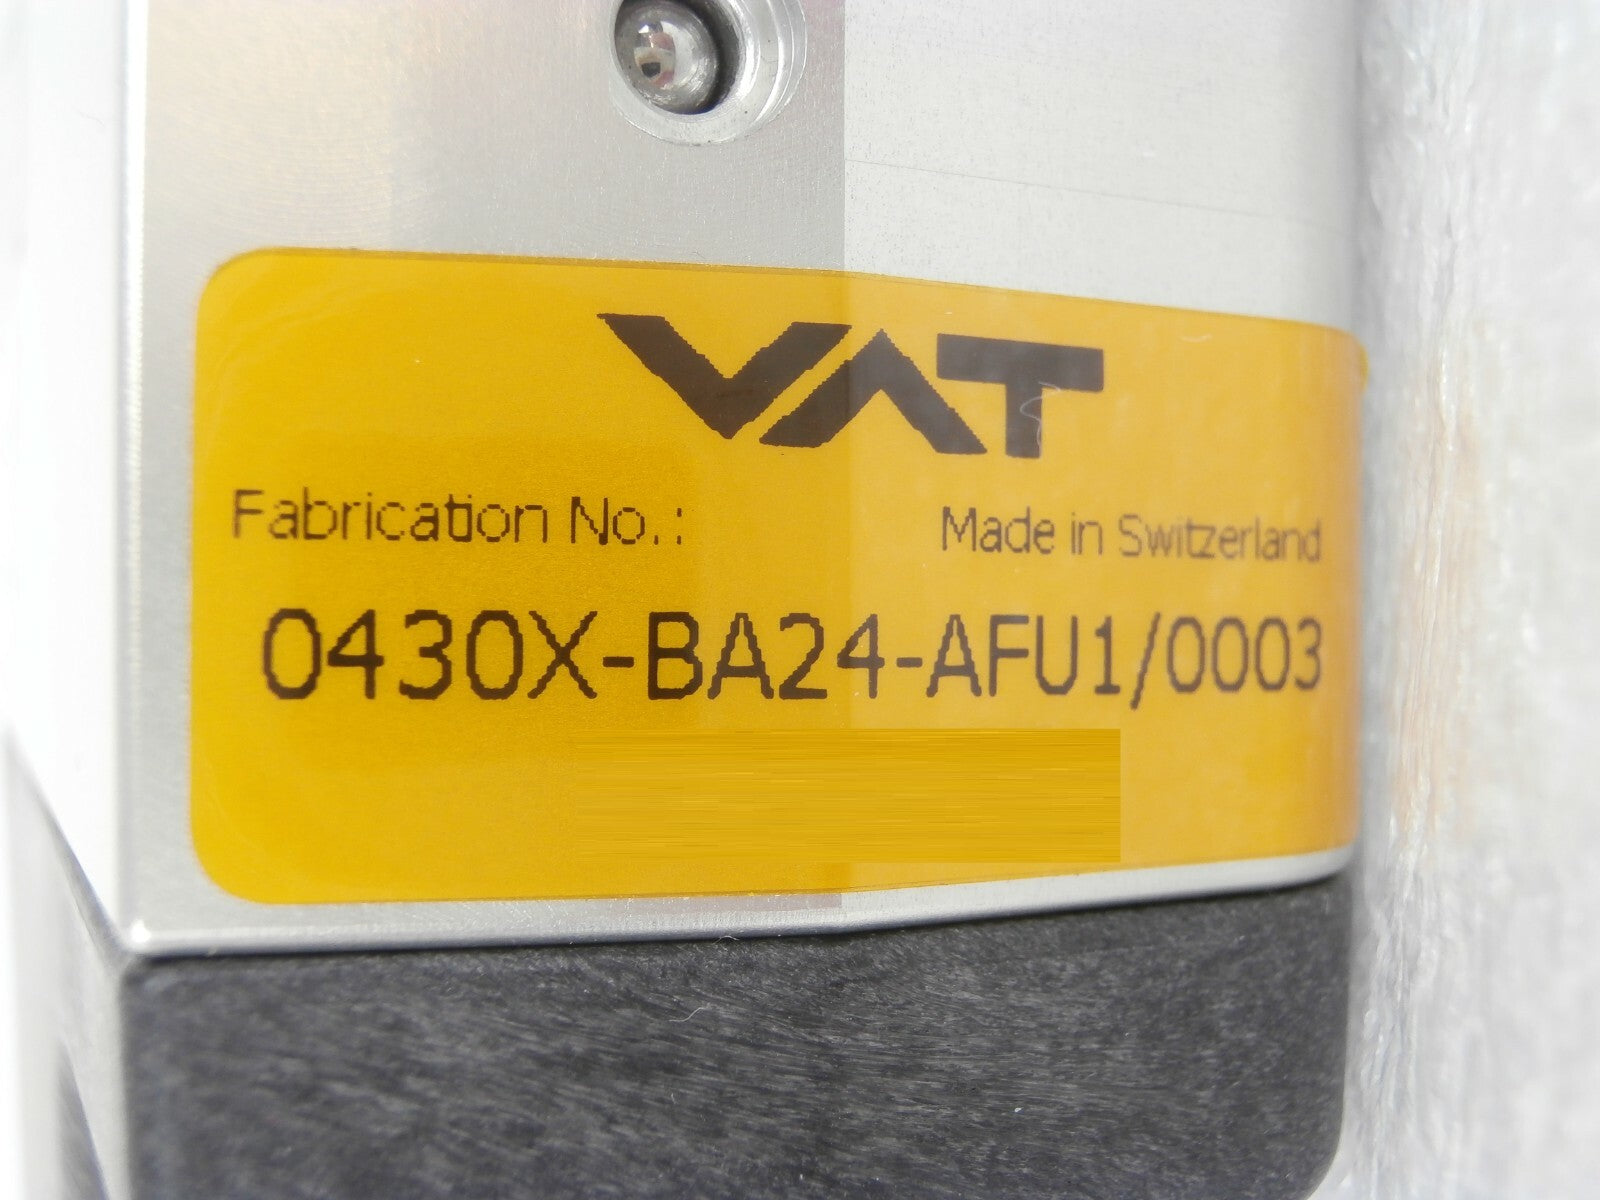 VAT
Fabrication No.: Made in Switzerland
0430X-BA24-AFU1/0003